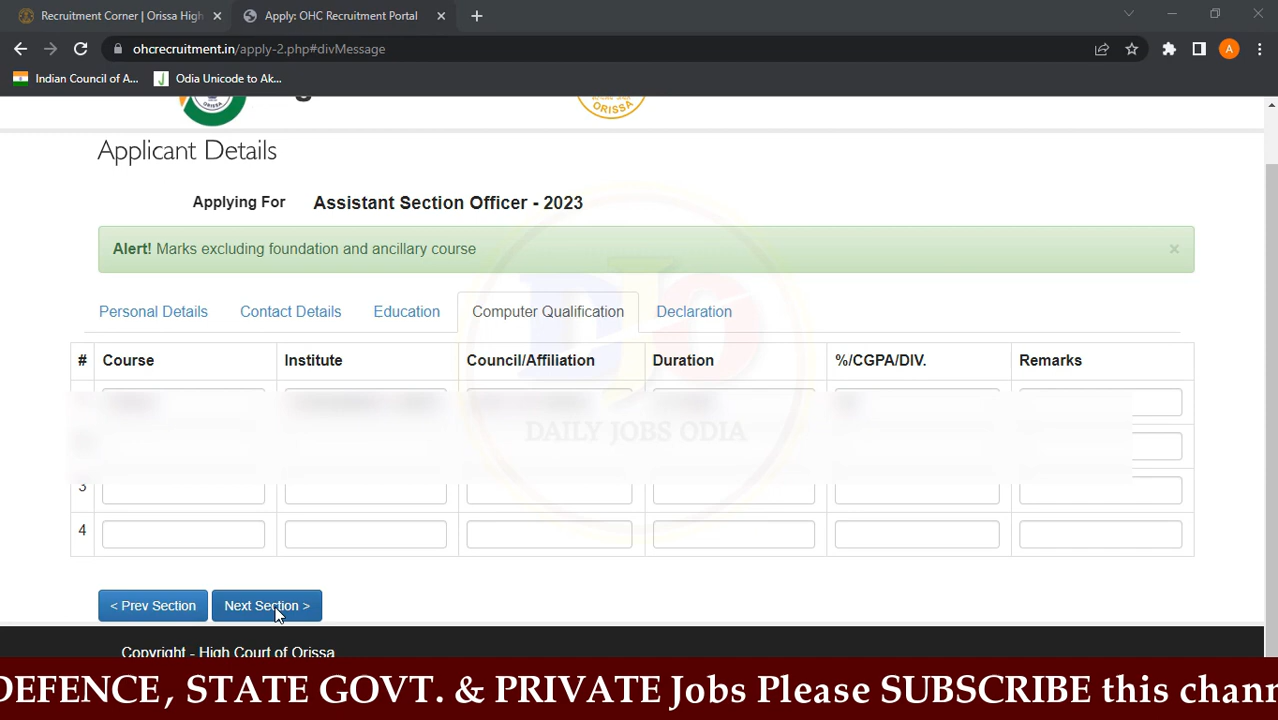 Recruitment Corner | Orissa High
Apply: OHC Recruitment Portal
ohcrecruitment.in/apply-2.php#divMessage
A
Indian Council of A...
Odia Unicode to Ak...
ORISSA
ORISSA
Applicant Details
Applying For Assistant Section Officer - 2023
Alert! Marks excluding foundation and ancillary course
Personal Details Contact Details Education Computer Qualification Declaration
# Course Institute Council/Affiliation Duration %/CGPA/DIV. Remarks
DJO
DAILY JOBS ODIA
3
4
< Prev Section Next Section >
Copyright - High Court of Orissa
DEFENCE, STATE GOVT. & PRIVATE Jobs Please SUBSCRIBE this chann